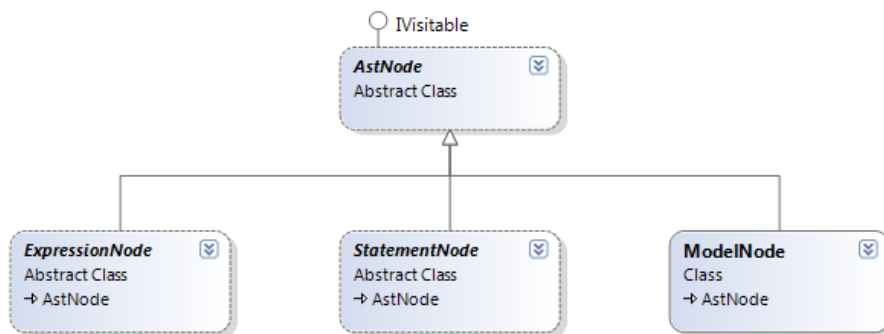 IVisitable
AstNode
Abstract Class
ExpressionNode
Abstract Class
AstNode
StatementNode
Abstract Class
AstNode
ModelNode
Class
AstNode